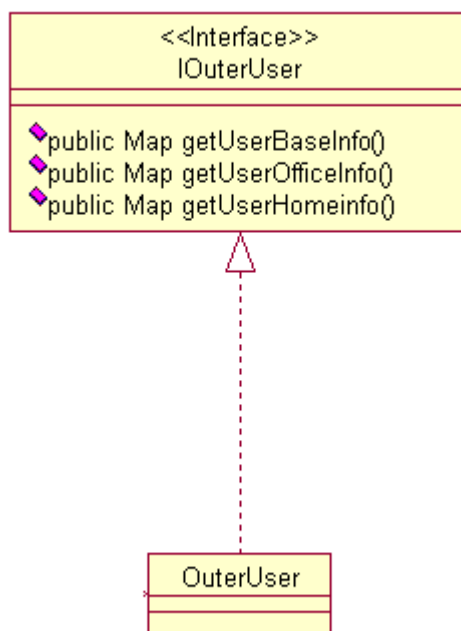 <<Interface>>
IOuterUser
public Map getUserBaseInfo()
public Map getUserOfficeInfo()
public Map getUserHomeinfo()
OuterUser